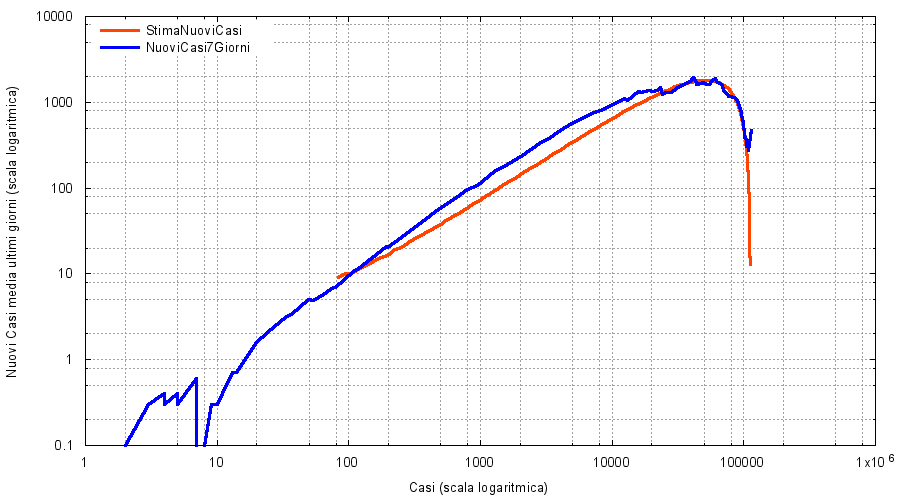 StimaNuoviCasi
NuoviCasi7Giorni
Nuovi Casi media ultimi giorni (scala logaritmica)
10000
1000
100
10
1
0.1
1 10 100 1000 10000 100000 1x10 6
Casi (scala logaritmica)